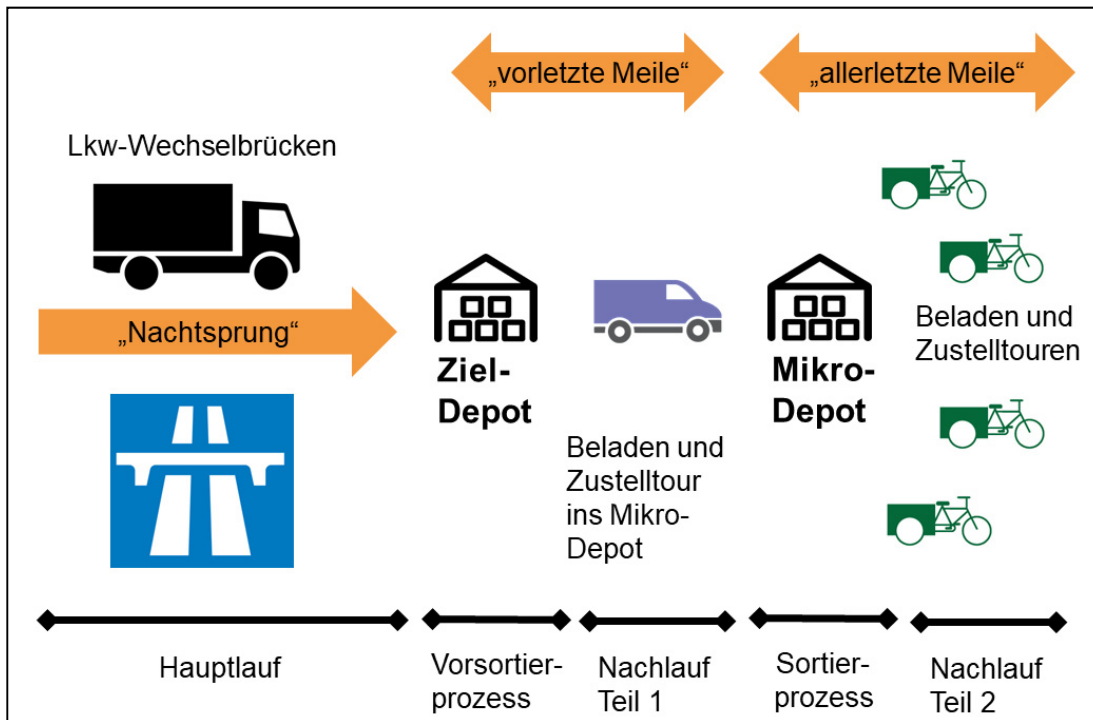 „vorletzte Meile“
„allerletzte Meile“
Lkw-Wechselbrücken
„Nachtsprung“
Ziel-
Depot
Beladen und
Zustelltour
ins Mikro-
Depot
Mikro-
Depot
Beladen und
Zustelltouren
Hauptlauf
Vorsortier-
prozess
Nachlauf
Teil 1
Sortier-
prozess
Nachlauf
Teil 2